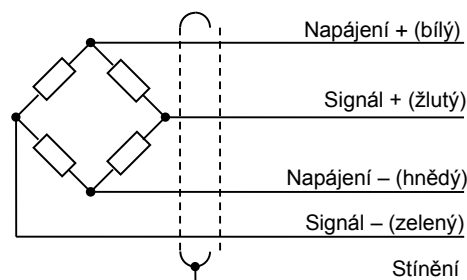 Napájení + (bílý)
Signál + (žlutý)
Napájení – (hnědý)
Signál – (zelený)
Stínění